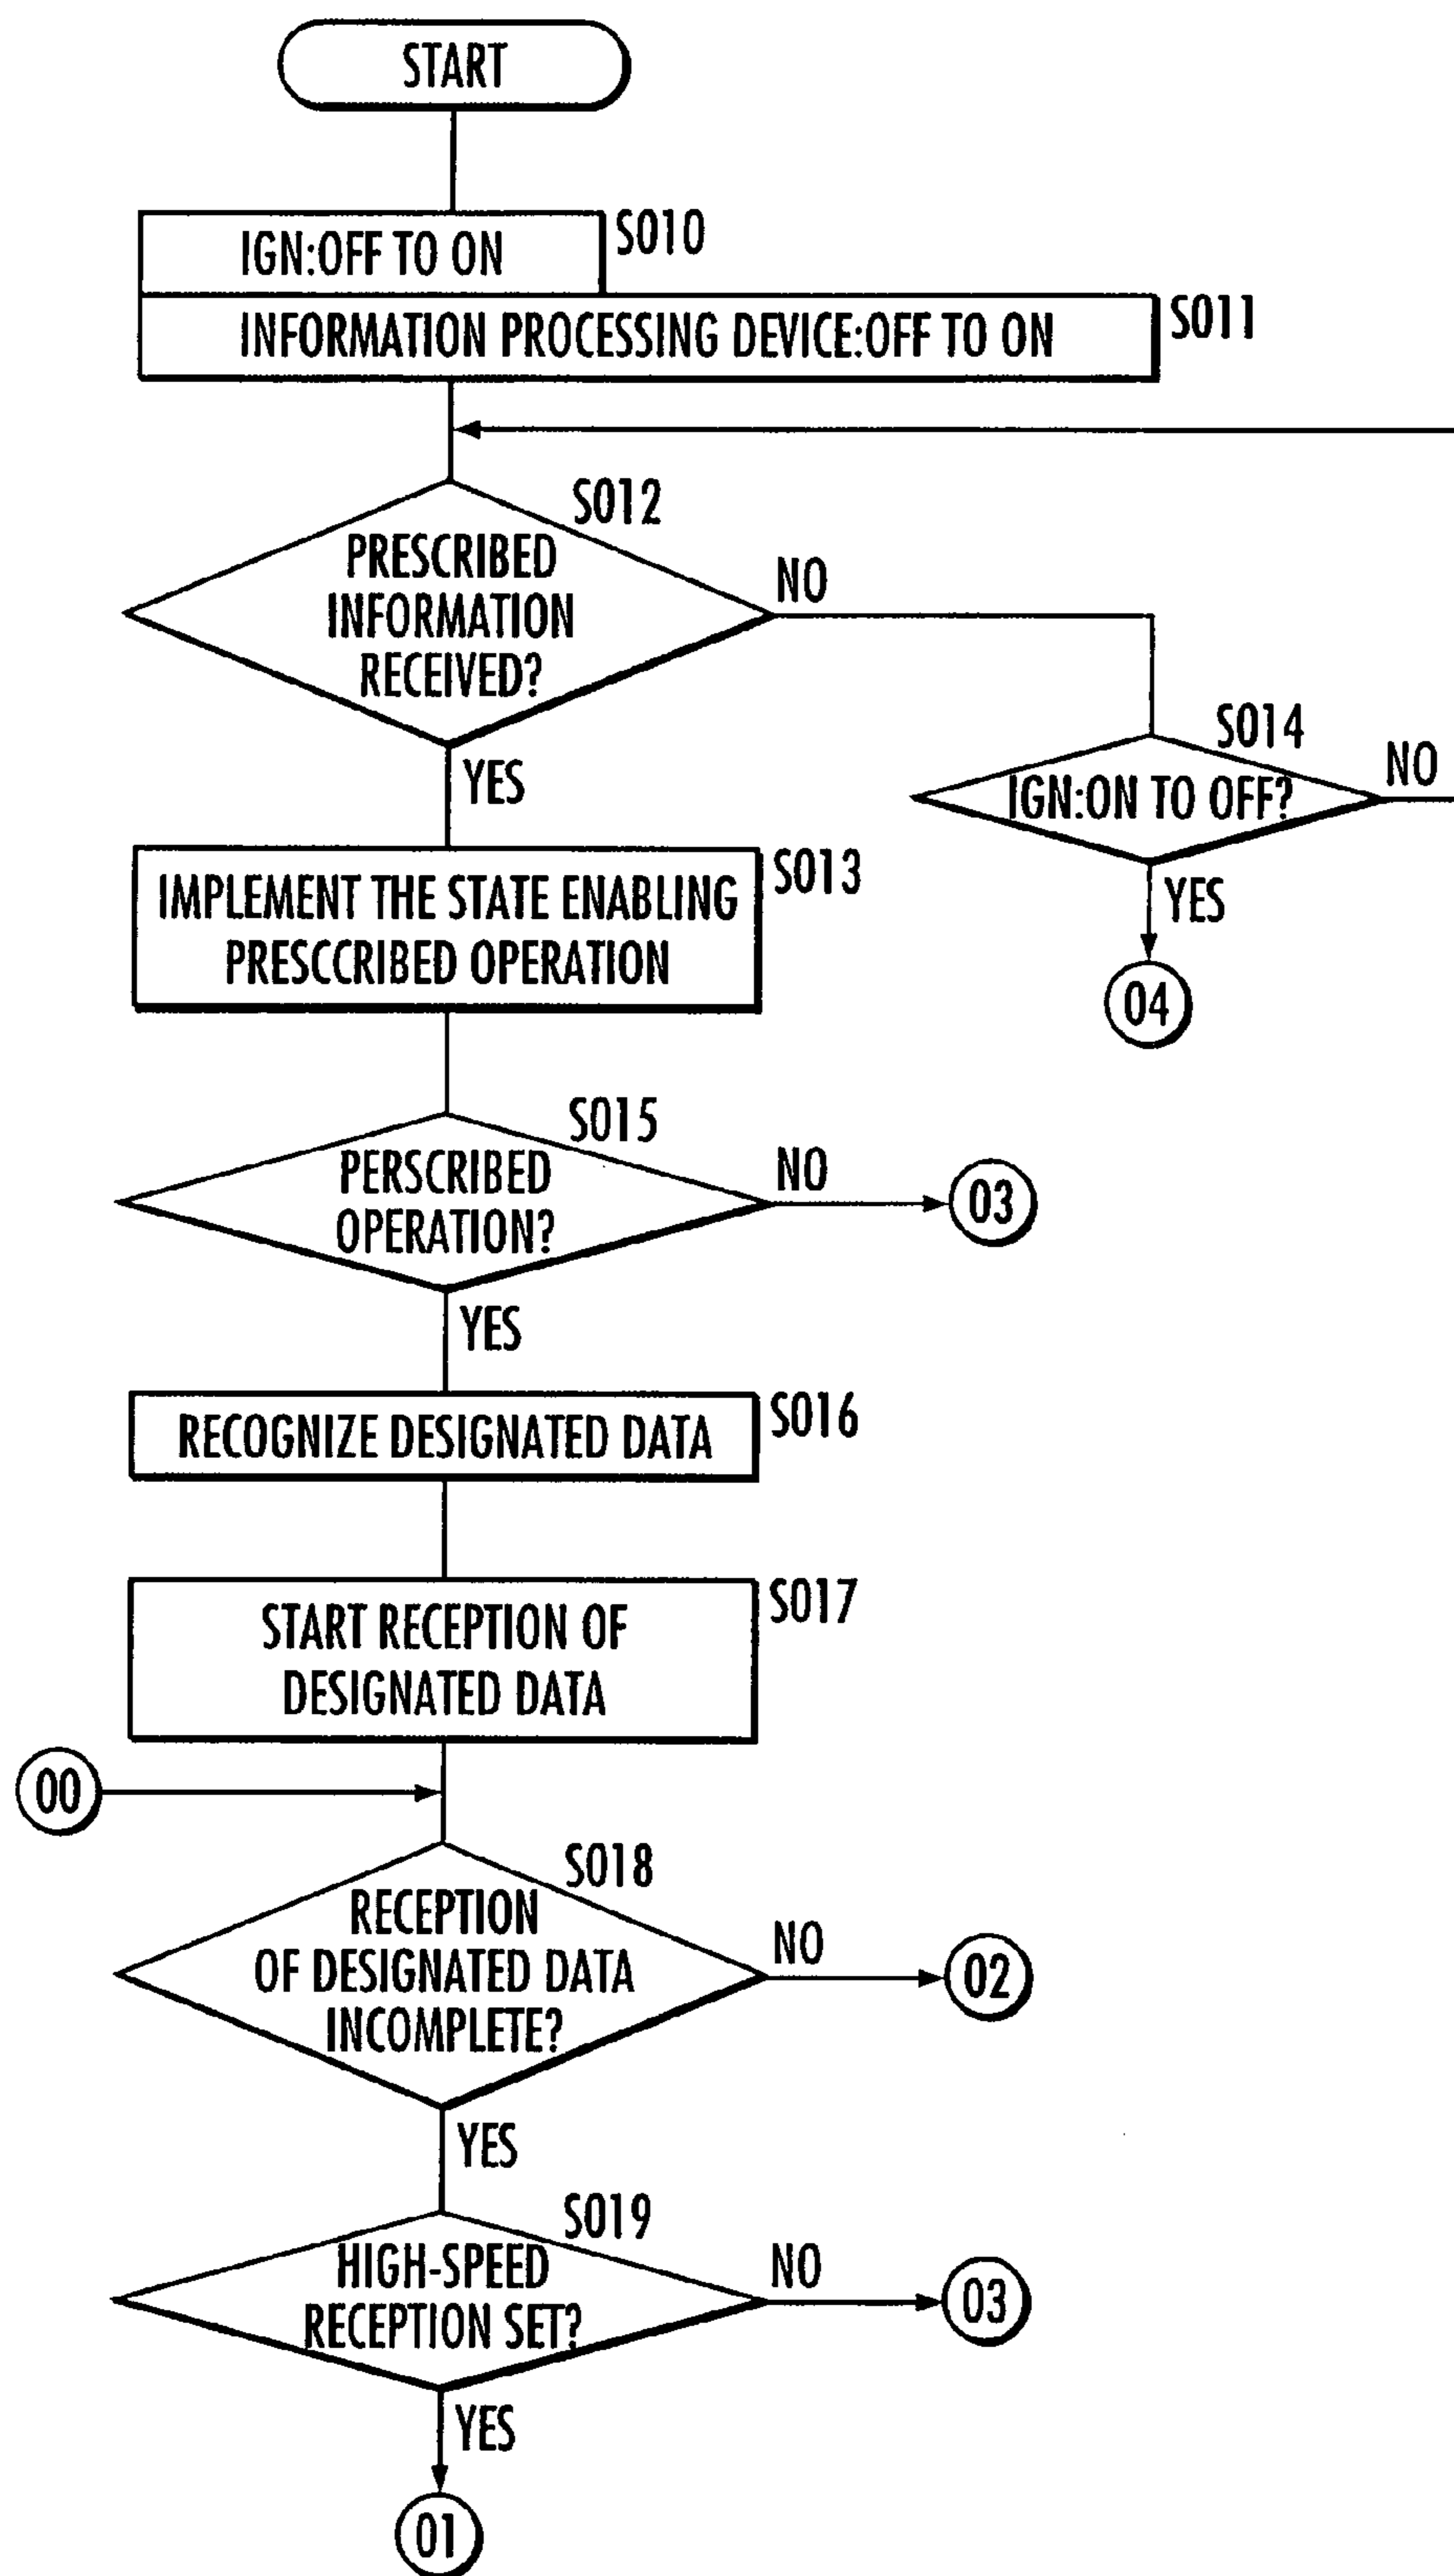 START
IGN:OFF TO ON
S010
INFORMATION PROCESSING DEVICE:OFF TO ON
S011
S012
PRESCRIBED
INFORMATION
RECEIVED?
NO
YES
S014
IGN:ON TO OFF?
NO
YES
04
S013
IMPLEMENT THE STATE ENABLING
PRESCCRIBED OPERATION
S015
PERSCRIBED
OPERATION?
NO
03
YES
RECOGNIZE DESIGNATED DATA
S016
START RECEPTION OF
DESIGNATED DATA
S017
00
S018
RECEPTION
OF DESIGNATED DATA
INCOMPLETE?
NO
02
YES
S019
HIGH-SPEED
RECEPTION SET?
NO
03
YES
01